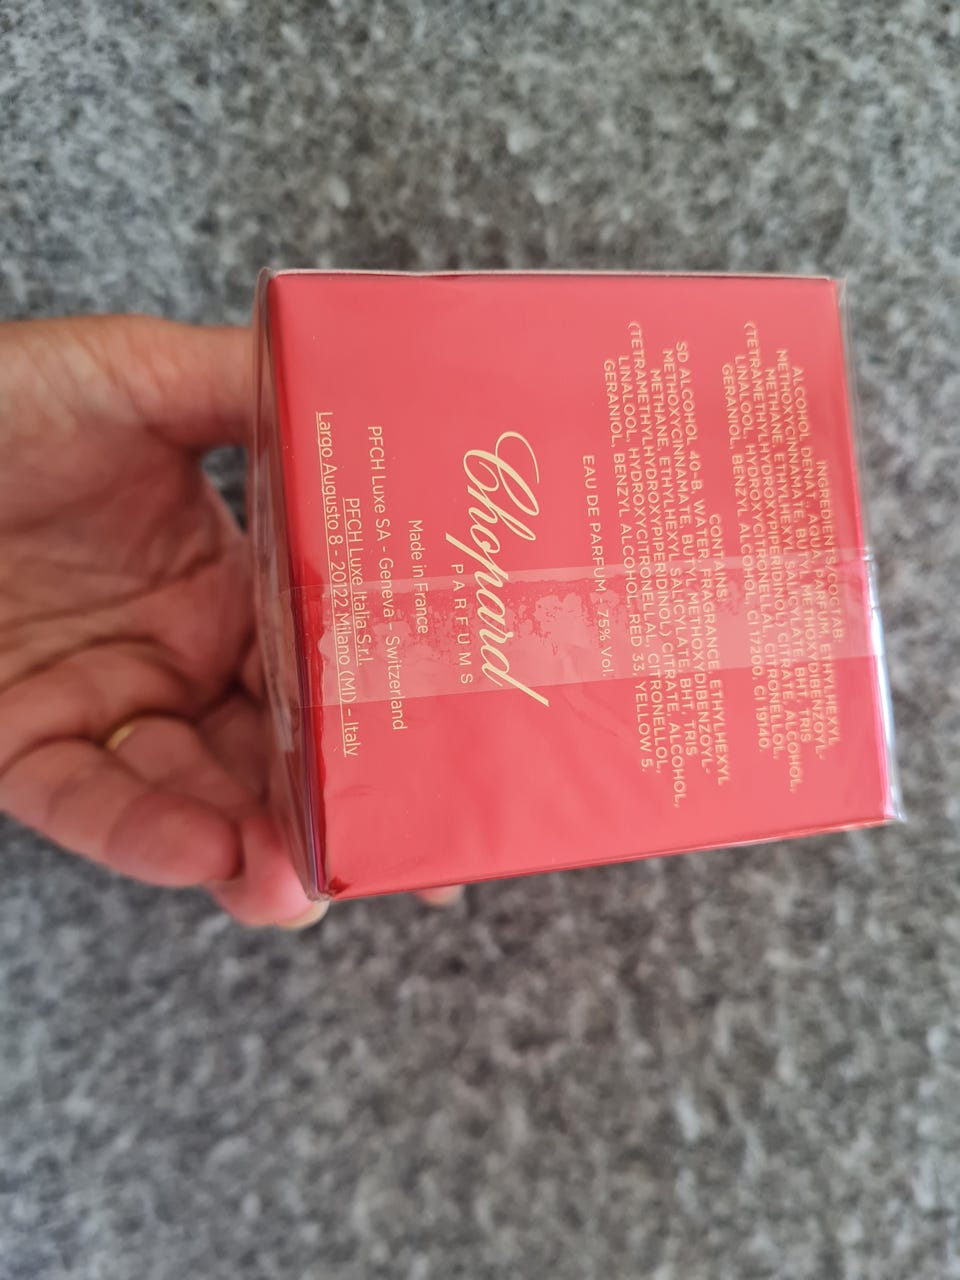 INGREDIENTS/COCTAB:
ALCOHOL DENAT., AQUA, PARFUM, ETHYLHEXYL
METHOXYCINNAMATE, BUTYL METHOXYDIBENZOYL-
METHANE, ETHYLHEXYL SALICYLATE, BHT, TRIS
(TETRAMETHYLHYDROXYPIPERIDINOL) CITRATE, ALCOHOL,
LINALOOL, HYDROXYCITRONELLAL, CITRONELLOL,
GERANIOL, BENZYL ALCOHOL, CI 17200, CI 19140.
CONTAINS:
SD ALCOHOL 40-B, WATER, FRAGRANCE, ETHYLHEXYL
METHOXYCINNAMATE, BUTYL METHOXYDIBENZOYL-
METHANE, ETHYLHEXYL SALICYLATE, BHT, TRIS
(TETRAMETHYLHYDROXYPIPERIDINOL) CITRATE, ALCOHOL,
LINALOOL, HYDROXYCITRONELLAL, CITRONELLOL,
GERANIOL, BENZYL ALCOHOL, RED 33, YELLOW 5.
EAU DE PARFUM - 75% Vol.
Chopard
PARFUMS
Made in France
PFCH Luxe SA - Geneva - Switzerland
PFCH Luxe Italia S.r.l.
Largo Augusto 8 - 20122 Milano (MI) - Italy